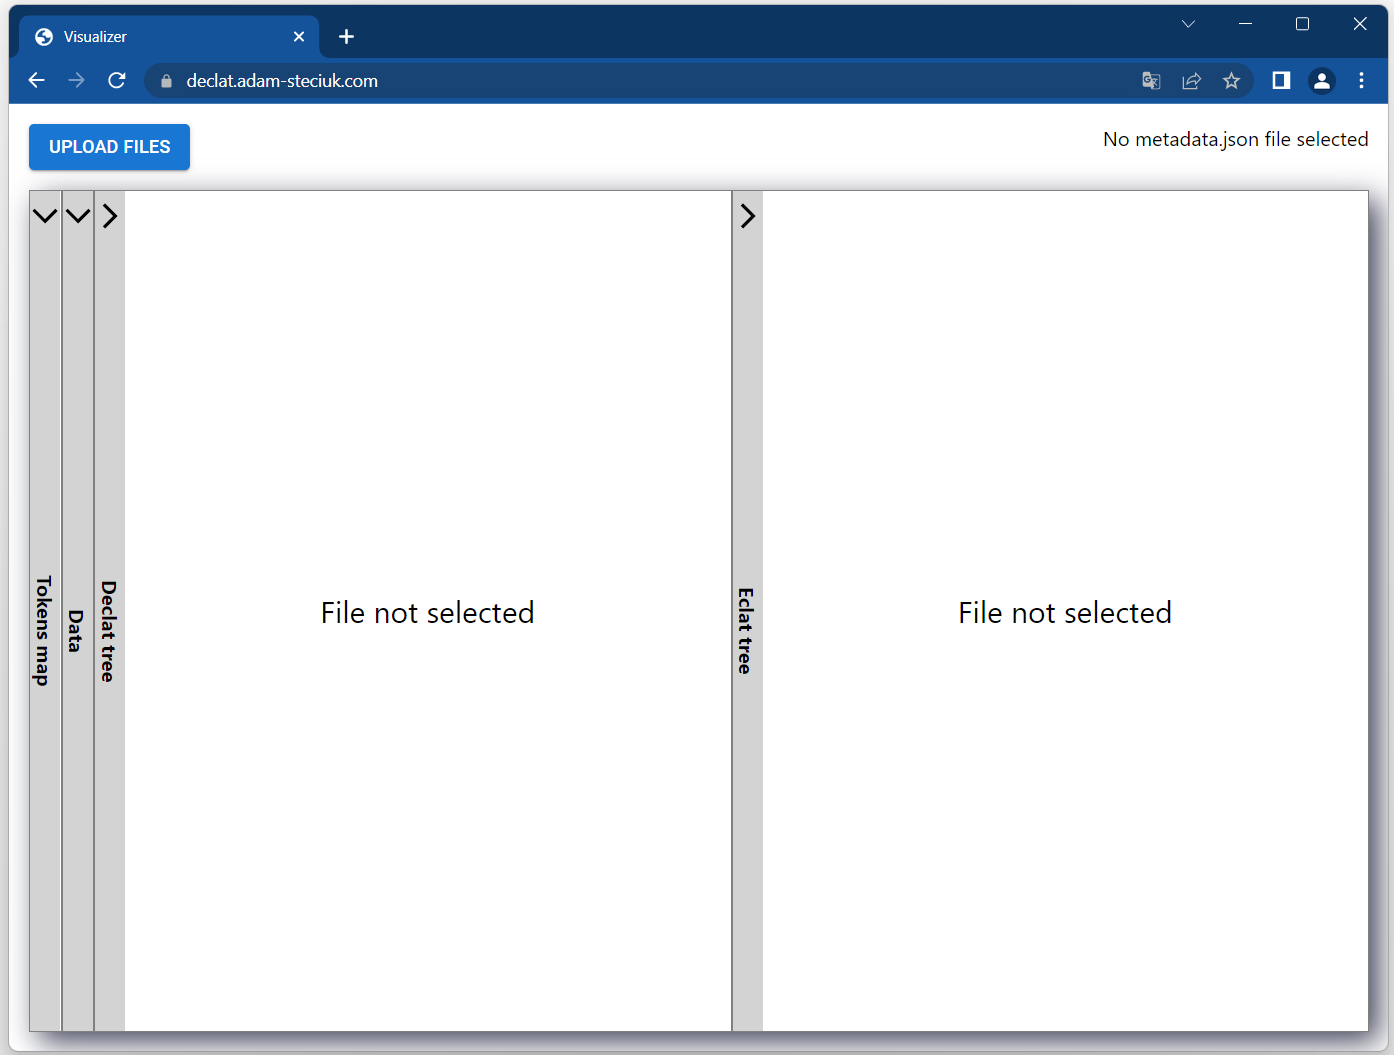 Visualizer
declat.adam-steciuk.com
UPLOAD FILES
No metadata.json file selected
Tokens map
Data
Declat tree
File not selected
Eclat tree
File not selected